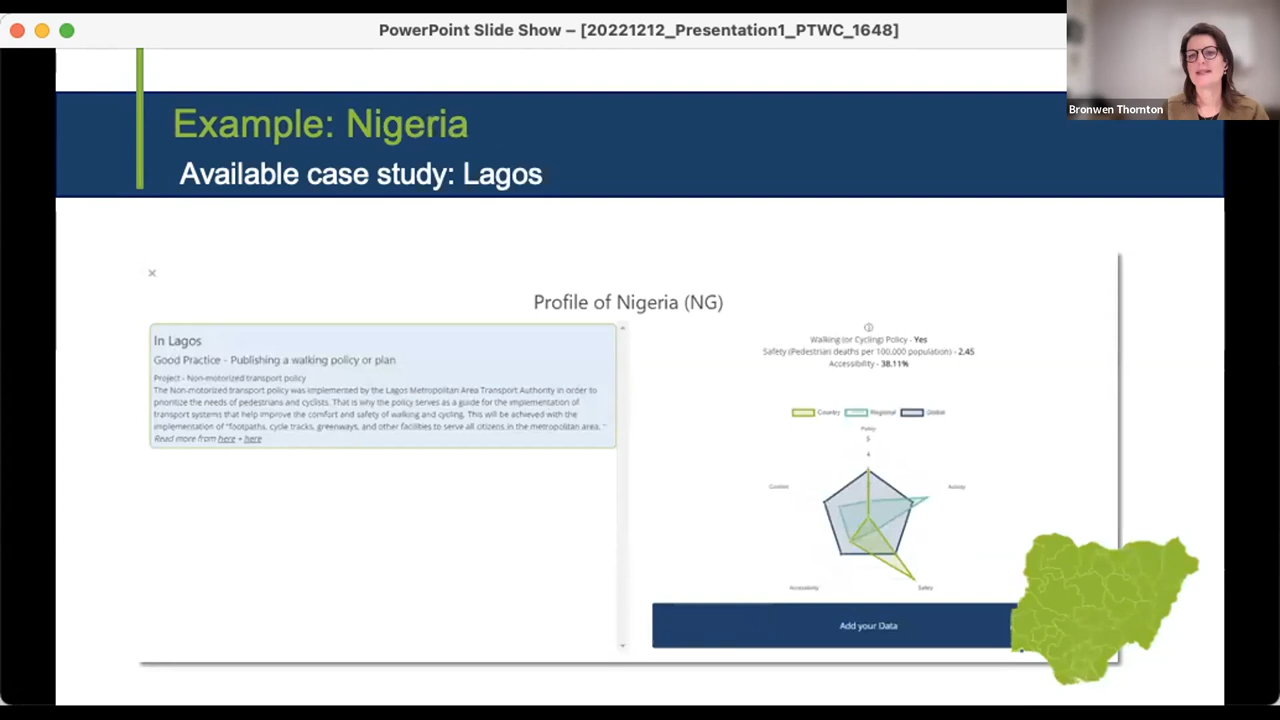 PowerPoint Slide Show – [20221212_Presentation1_PTWC_1648]
Bronwen Thornton
Example: Nigeria
Available case study: Lagos
×
Profile of Nigeria (NG)
In Lagos
Good Practice - Publishing a walking policy or plan
Project - Non-motorized transport policy
The Non-motorized transport policy was implemented by the Lagos Metropolitan Area Transport Authority in order to
prioritize the needs of pedestrians and cyclists. That is why the policy serves as a guide for the implementation of
transport systems that help improve the comfort and safety of walking and cycling. This will be achieved with the
implementation of "footpaths, cycle tracks, greenways, and other facilities to serve all citizens in the metropolitan area. "
Read more from here + here
Walking (or Cycling) Policy - Yes
Safety (Pedestrian) deaths per 100,000 population) - 2.45
Accessibility - 38.11%
Country Regional Global
Policy
5
4
Comfort
Activity
Accessibility
Safety
Add your Data